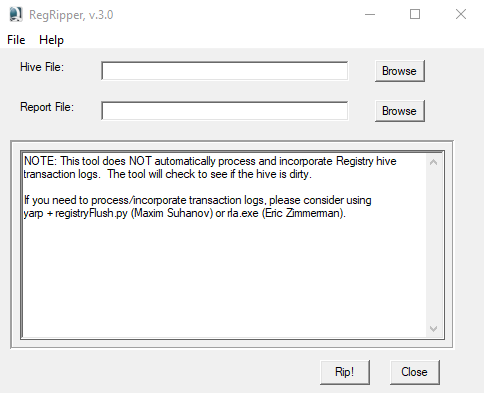 RegRipper, v.3.0
File Help
Hive File: Browse
Report File: Browse
NOTE: This tool does NOT automatically process and incorporate Registry hive
transaction logs. The tool will check to see if the hive is dirty.
If you need to process/incorporate transaction logs, please consider using
yarp + registryFlush.py (Maxim Suhanov) or rla.exe (Eric Zimmerman).
Rip! Close